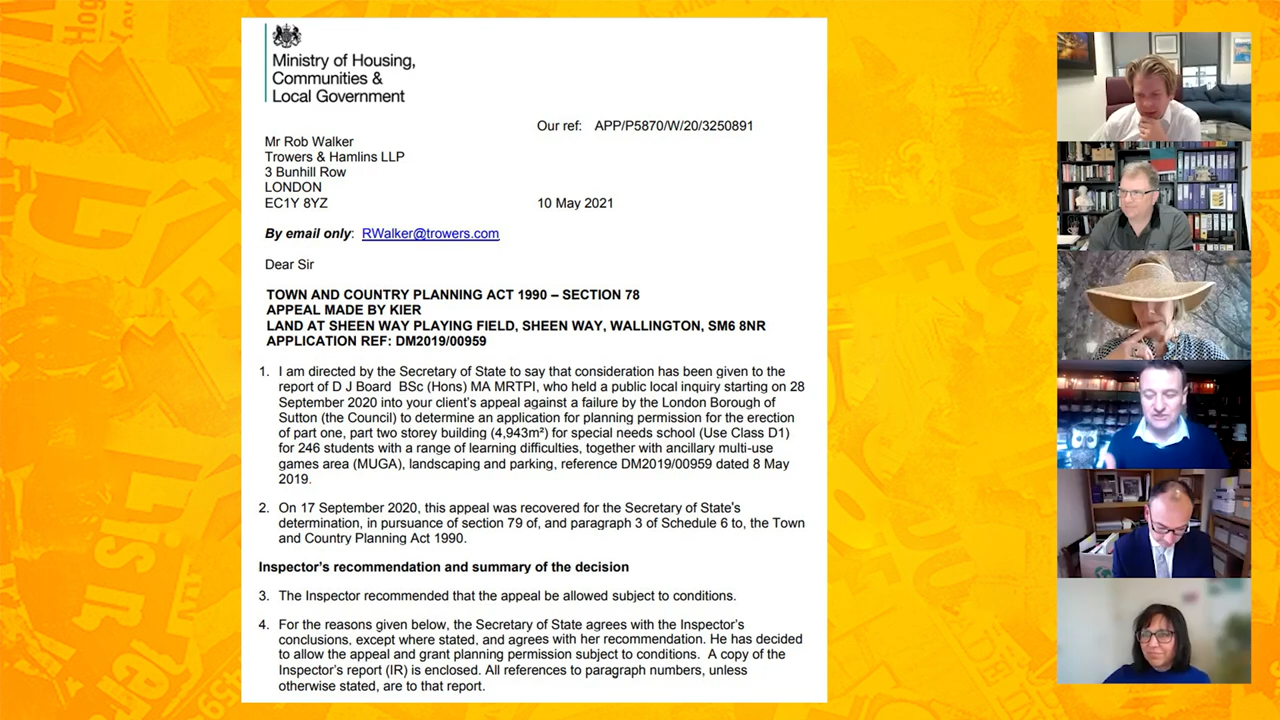 Ministry of Housing,
Communities &
Local Government
Our ref: APP/P5870/W/20/3250891
Mr Rob Walker
Trowers & Hamlins LLP
3 Bunhill Row
LONDON
EC1Y 8YZ
10 May 2021
By email only: RWalker@trowers.com
Dear Sir
TOWN AND COUNTRY PLANNING ACT 1990 – SECTION 78
APPEAL MADE BY KIER
LAND AT SHEEN WAY PLAYING FIELD, SHEEN WAY, WALLINGTON, SM6 8NR
APPLICATION REF: DM2019/00959
1. I am directed by the Secretary of State to say that consideration has been given to the
report of D J Board BSc (Hons) MA MRTPI, who held a public local inquiry starting on 28
September 2020 into your client's appeal against a failure by the London Borough of
Sutton (the Council) to determine an application for planning permission for the erection
of part one, part two storey building (4,943m²) for special needs school (Use Class D1)
for 246 students with a range of learning difficulties, together with ancillary multi-use
games area (MUGA), landscaping and parking, reference DM2019/00959 dated 8 May
2019.
2. On 17 September 2020, this appeal was recovered for the Secretary of State's
determination, in pursuance of section 79 of, and paragraph 3 of Schedule 6 to, the Town
and Country Planning Act 1990.
Inspector's recommendation and summary of the decision
3. The Inspector recommended that the appeal be allowed subject to conditions.
4. For the reasons given below, the Secretary of State agrees with the Inspector's
conclusions, except where stated, and agrees with her recommendation. He has decided
to allow the appeal and grant planning permission subject to conditions. A copy of the
Inspector's report (IR) is enclosed. All references to paragraph numbers, unless
otherwise stated, are to that report.